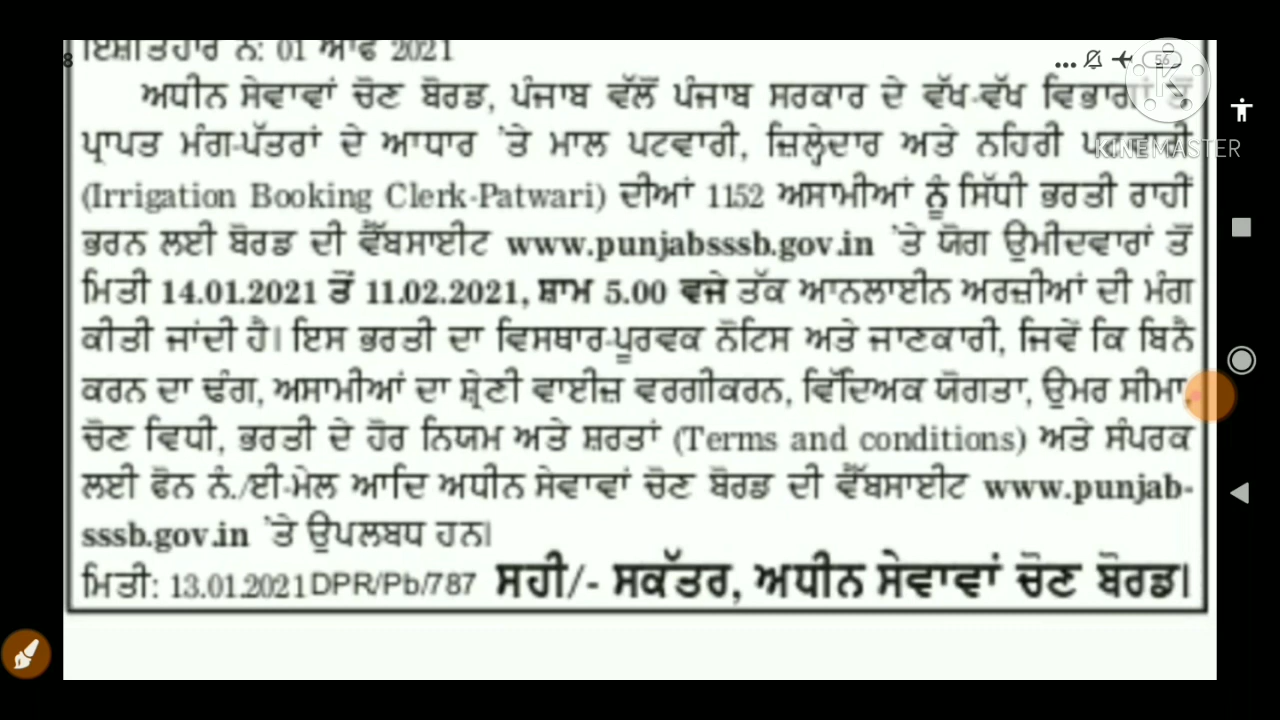 ਇਸ਼ਤਿਹਾਰ ਨੰ: 01 ਆਫ 2021
8
56
ਅਧੀਨ ਸੇਵਾਵਾਂ ਚੋਣ ਬੋਰਡ, ਪੰਜਾਬ ਵੱਲੋਂ ਪੰਜਾਬ ਸਰਕਾਰ ਦੇ ਵੱਖ-ਵੱਖ ਵਿਭਾਗਾਂ ਤੋਂ
ਪ੍ਰਾਪਤ ਮੰਗ-ਪੱਤਰਾਂ ਦੇ ਆਧਾਰ 'ਤੇ ਮਾਲ ਪਟਵਾਰੀ, ਜ਼ਿਲ੍ਹੇਦਾਰ ਅਤੇ ਨਹਿਰੀ ਪਟਵਾਰੀ
KINEMASTER
(Irrigation Booking Clerk-Patwari) ਦੀਆਂ 1152 ਅਸਾਮੀਆਂ ਨੂੰ ਸਿੱਧੀ ਭਰਤੀ ਰਾਹੀਂ
ਭਰਨ ਲਈ ਬੋਰਡ ਦੀ ਵੈੱਬਸਾਈਟ www.punjabsssb.gov.in 'ਤੇ ਯੋਗ ਉਮੀਦਵਾਰਾਂ ਤੋਂ
ਮਿਤੀ 14.01.2021 ਤੋਂ 11.02.2021, ਸ਼ਾਮ 5.00 ਵਜੇ ਤੱਕ ਆਨਲਾਈਨ ਅਰਜ਼ੀਆਂ ਦੀ ਮੰਗ
ਕੀਤੀ ਜਾਂਦੀ ਹੈ। ਇਸ ਭਰਤੀ ਦਾ ਵਿਸਥਾਰ-ਪੂਰਵਕ ਨੋਟਿਸ ਅਤੇ ਜਾਣਕਾਰੀ, ਜਿਵੇਂ ਕਿ ਬਿਨੈ
ਕਰਨ ਦਾ ਢੰਗ, ਅਸਾਮੀਆਂ ਦਾ ਸ਼੍ਰੇਣੀ ਵਾਈਜ਼ ਵਰਗੀਕਰਨ, ਵਿੱਦਿਅਕ ਯੋਗਤਾ, ਉਮਰ ਸੀਮਾ,
ਚੋਣ ਵਿਧੀ, ਭਰਤੀ ਦੇ ਹੋਰ ਨਿਯਮ ਅਤੇ ਸ਼ਰਤਾਂ (Terms and conditions) ਅਤੇ ਸੰਪਰਕ
ਲਈ ਫੋਨ ਨੰ./ਈ-ਮੇਲ ਆਦਿ ਅਧੀਨ ਸੇਵਾਵਾਂ ਚੋਣ ਬੋਰਡ ਦੀ ਵੈੱਬਸਾਈਟ www.punjab-
sssb.gov.in 'ਤੇ ਉਪਲਬਧ ਹਨ।
ਮਿਤੀ: 13.01.2021 DPR/Pb/787 ਸਹੀ/- ਸਕੱਤਰ, ਅਧੀਨ ਸੇਵਾਵਾਂ ਚੋਣ ਬੋਰਡ।